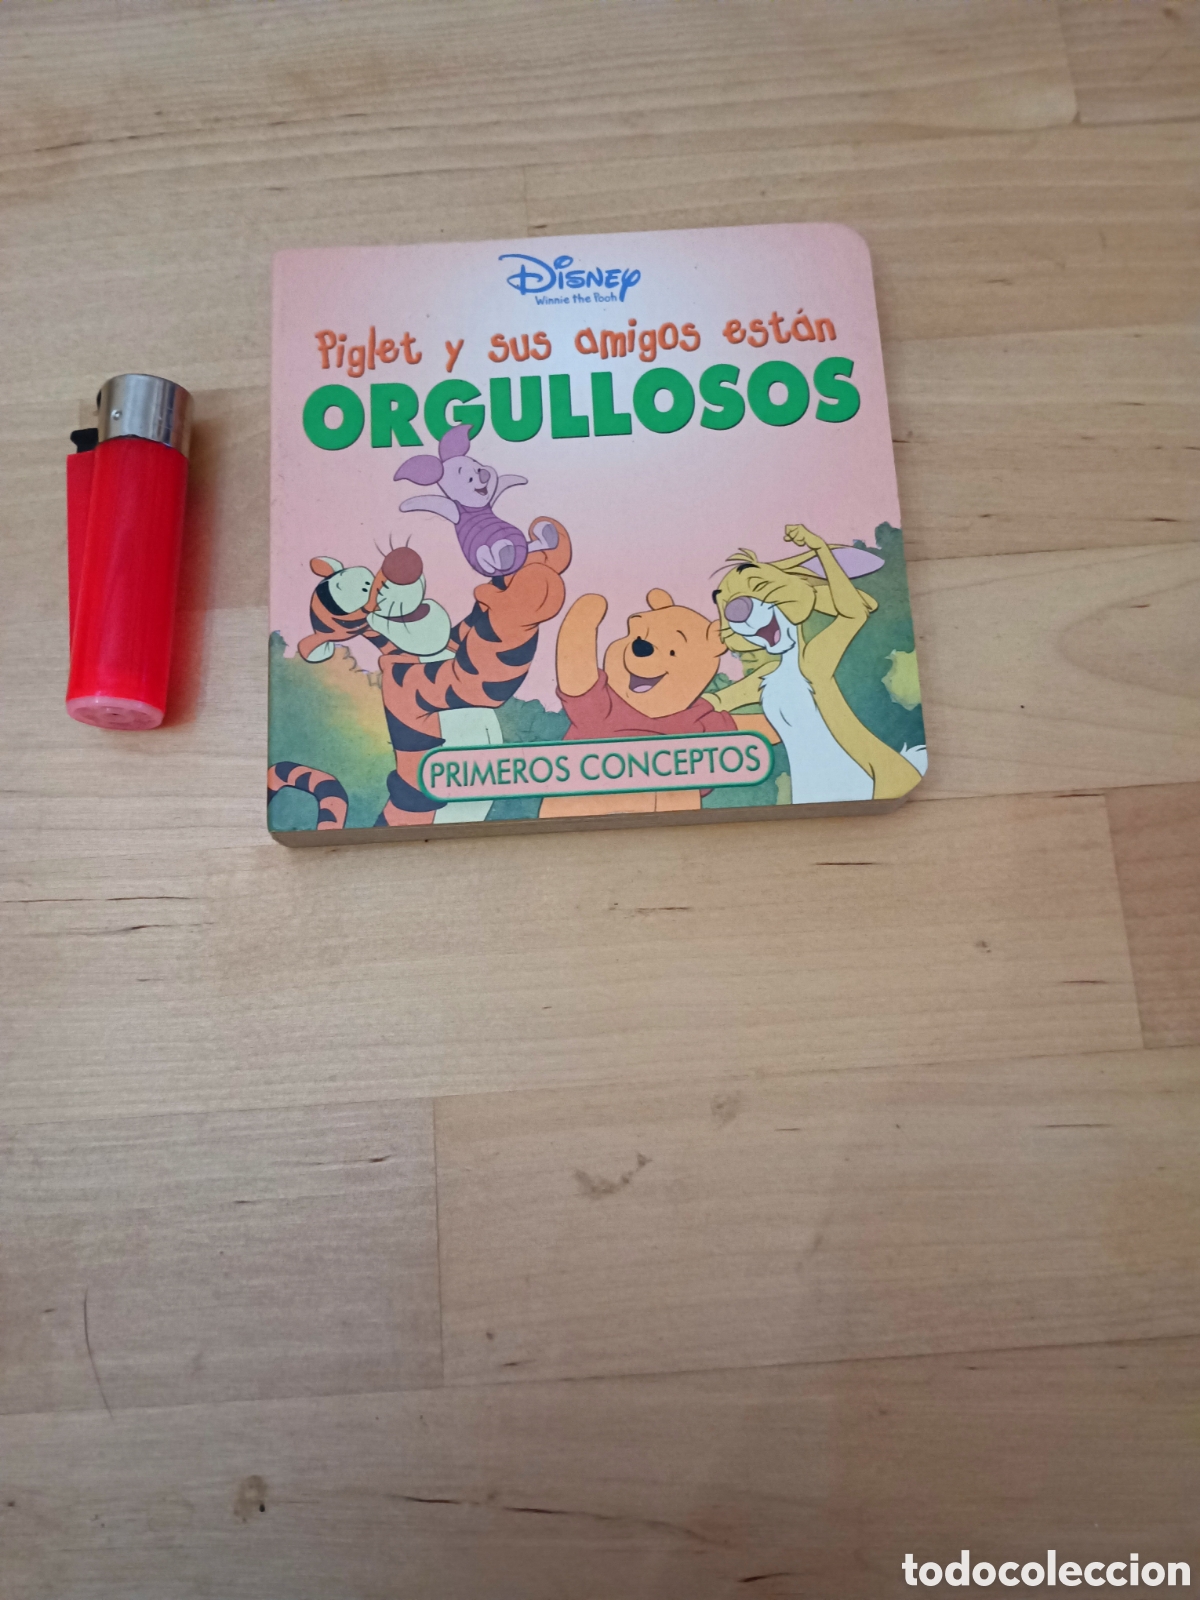 Disney
Winnie the Pooh
Piglet y sus amigos están
ORGULLOSOS
PRIMEROS CONCEPTOS
todocoleccion